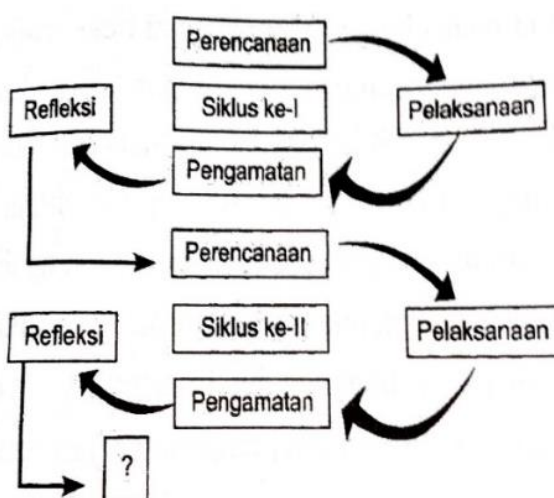 Perencanaan
Refleksi
Siklus ke-I
Pelaksanaan
Pengamatan
Perencanaan
Refleksi
Siklus ke-II
Pelaksanaan
Pengamatan
?